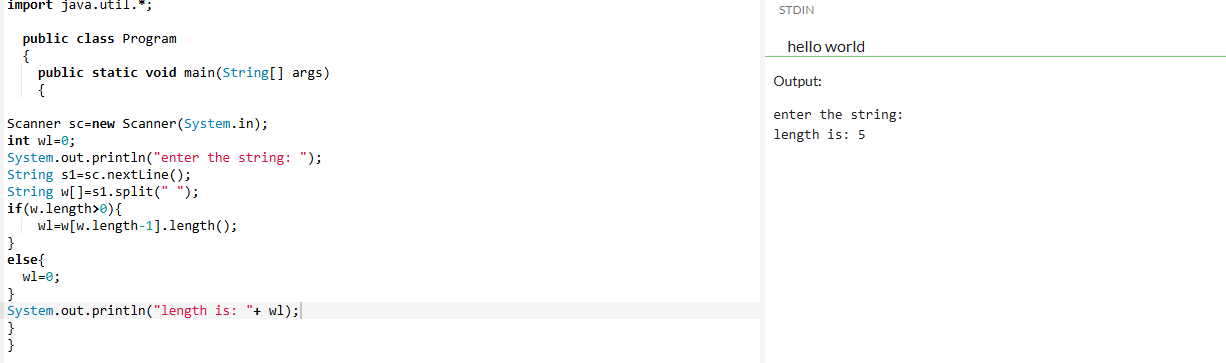 import java.util.*;
public class Program
{
public static void main(String[] args)
{
Scanner sc=new Scanner(System.in);
int wl=0;
System.out.println("enter the string: ");
String s1=sc.nextLine();
String w[]=s1.split(" ");
if(w.length>0){
wl=w[w.length-1].length();
}
else{
wl=0;
}
System.out.println("length is: "+ wl);
}
}
STDIN
hello world
Output:
enter the string:
length is: 5